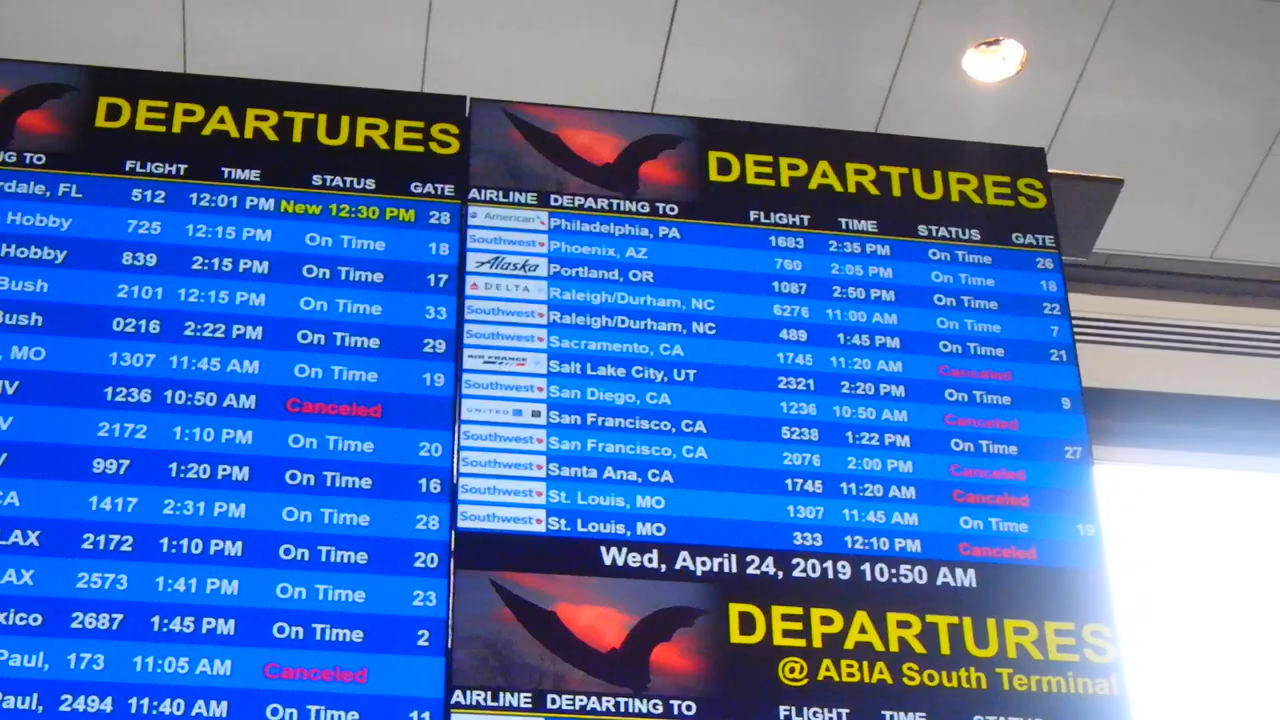 DEPARTURES
G TO FLIGHT TIME STATUS GATE
rdale, FL 512 12:01 PM New 12:30 PM 28
Hobby 725 12:15 PM On Time 18
Hobby 839 2:15 PM On Time 17
Bush 2101 12:15 PM On Time 33
Bush 0216 2:22 PM On Time 29
, MO 1307 11:45 AM On Time 19
NV 1236 10:50 AM Canceled
V 2172 1:10 PM On Time 20
V 997 1:20 PM On Time 16
CA 1417 2:31 PM On Time 28
LAX 2172 1:10 PM On Time 20
AX 2573 1:41 PM On Time 23
xico 2687 1:45 PM On Time 2
Paul, 173 11:05 AM Canceled
Paul, 2494 11:40 AM On Time 11
DEPARTURES
AIRLINE DEPARTING TO FLIGHT TIME STATUS GATE
American Philadelphia, PA 1683 2:35 PM On Time 26
Southwest Phoenix, AZ 760 2:05 PM On Time 18
Alaska Portland, OR 1087 2:50 PM On Time 22
DELTA Raleigh/Durham, NC 6276 11:00 AM On Time 7
Southwest Raleigh/Durham, NC 489 1:45 PM On Time 21
Southwest Sacramento, CA 1745 11:20 AM Canceled
AIR FRANCE Salt Lake City, UT 2321 2:20 PM On Time 9
Southwest San Diego, CA 1236 10:50 AM Canceled
UNITED San Francisco, CA 5238 1:22 PM On Time 27
Southwest San Francisco, CA 2076 2:00 PM Canceled
Southwest Santa Ana, CA 1745 11:20 AM Canceled
Southwest St. Louis, MO 1307 11:45 AM On Time 19
Southwest St. Louis, MO 333 12:10 PM Canceled
Wed, April 24, 2019 10:50 AM
DEPARTURES
@ ABIA South Terminal
AIRLINE DEPARTING TO FLIGHT TIME STATUS